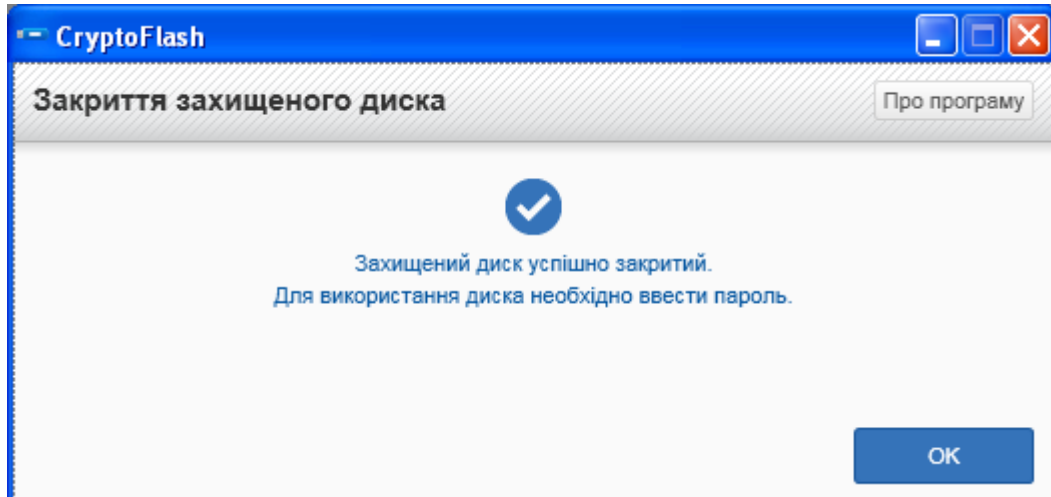 CryptoFlash
Закриття захищеного диска
Про програму
Захищений диск успішно закритий.
Для використання диска необхідно ввести пароль.
OK